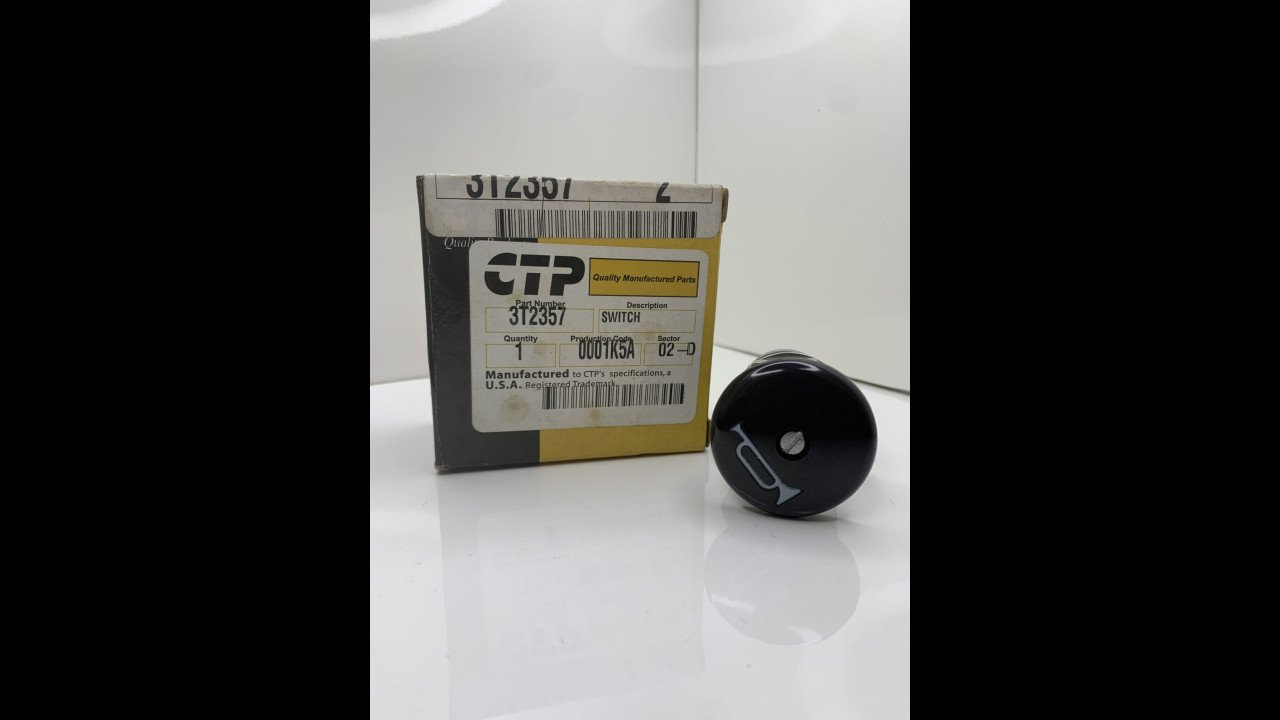 3T2357 2
CTP
Quality Manufactured Parts
Part Number Description
3T2357 SWITCH
Quantity Production Code Sector
1 0001K5A 02-D
Manufactured to CTP's specifications, a
U.S.A. Registered Trademark